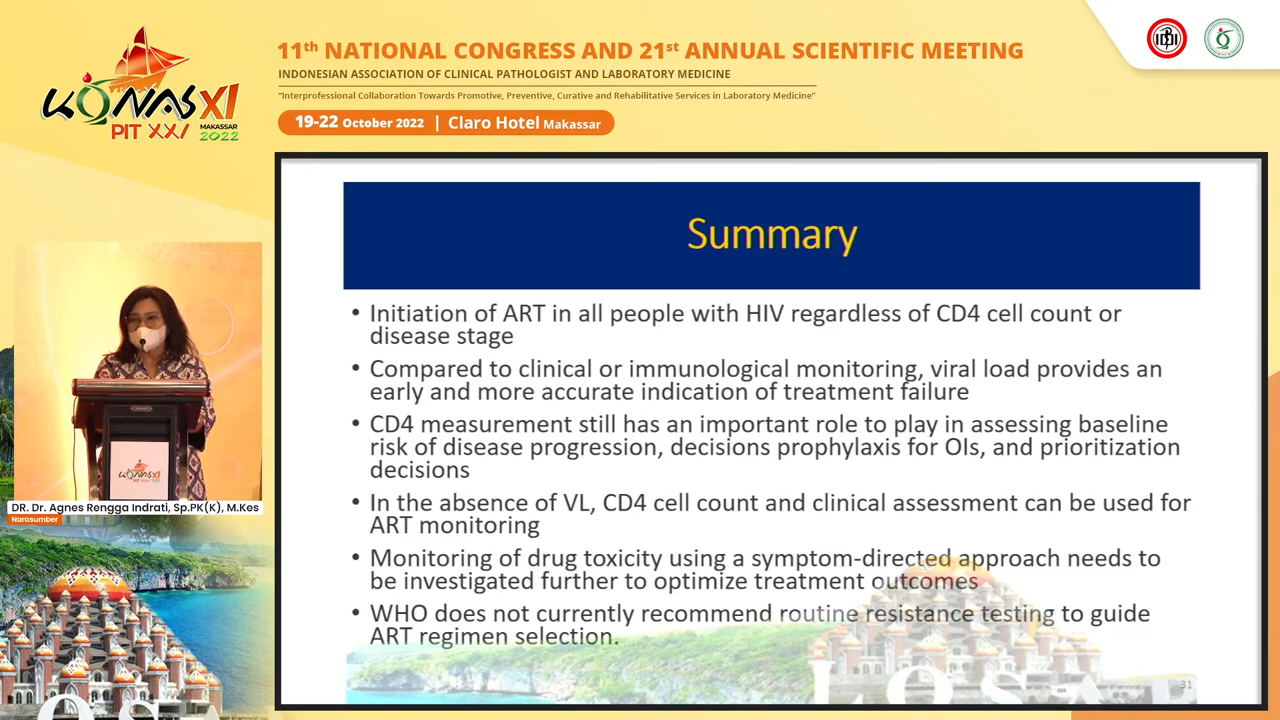 KONAS XI
PIT XXI
MAKASSAR
2022
11th NATIONAL CONGRESS AND 21st ANNUAL SCIENTIFIC MEETING
INDONESIAN ASSOCIATION OF CLINICAL PATHOLOGIST AND LABORATORY MEDICINE
"Interprofessional Collaboration Towards Promotive, Preventive, Curative and Rehabilitative Services in Laboratory Medicine"
19-22 October 2022 | Claro Hotel Makassar
IDI
Summary
• Initiation of ART in all people with HIV regardless of CD4 cell count or
disease stage
• Compared to clinical or immunological monitoring, viral load provides an
early and more accurate indication of treatment failure
• CD4 measurement still has an important role to play in assessing baseline
risk of disease progression, decisions prophylaxis for OIs, and prioritization
decisions
• In the absence of VL, CD4 cell count and clinical assessment can be used for
ART monitoring
• Monitoring of drug toxicity using a symptom-directed approach needs to
be investigated further to optimize treatment outcomes
• WHO does not currently recommend routine resistance testing to guide
ART regimen selection.
31
KONAS XI
DR. Dr. Agnes Rengga Indrati, Sp.PK(K), M.Kes
Narasumber